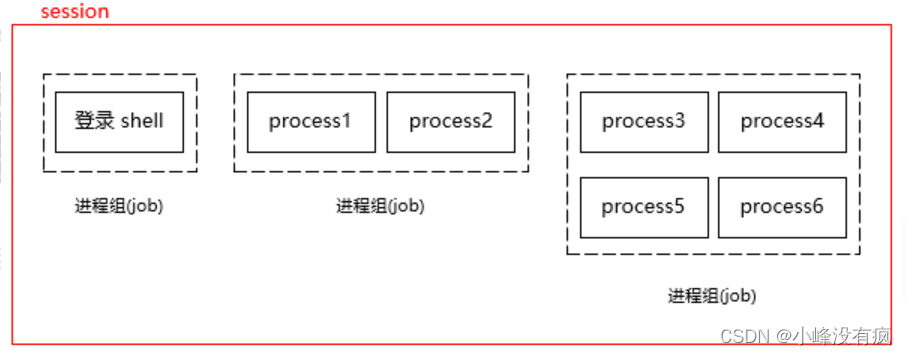 session
登录 shell
process1
process2
process3
process4
process5
process6
进程组(job)
进程组(job)
进程组(job)
CSDN @小峰没有疯